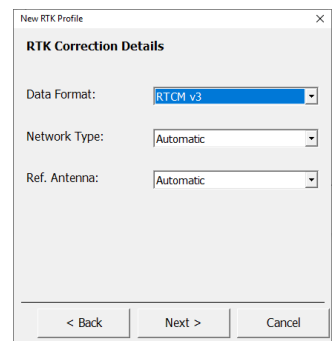 New RTK Profile
RTK Correction Details
Data Format: RTCM v3
Network Type: Automatic
Ref. Antenna: Automatic
< Back Next > Cancel